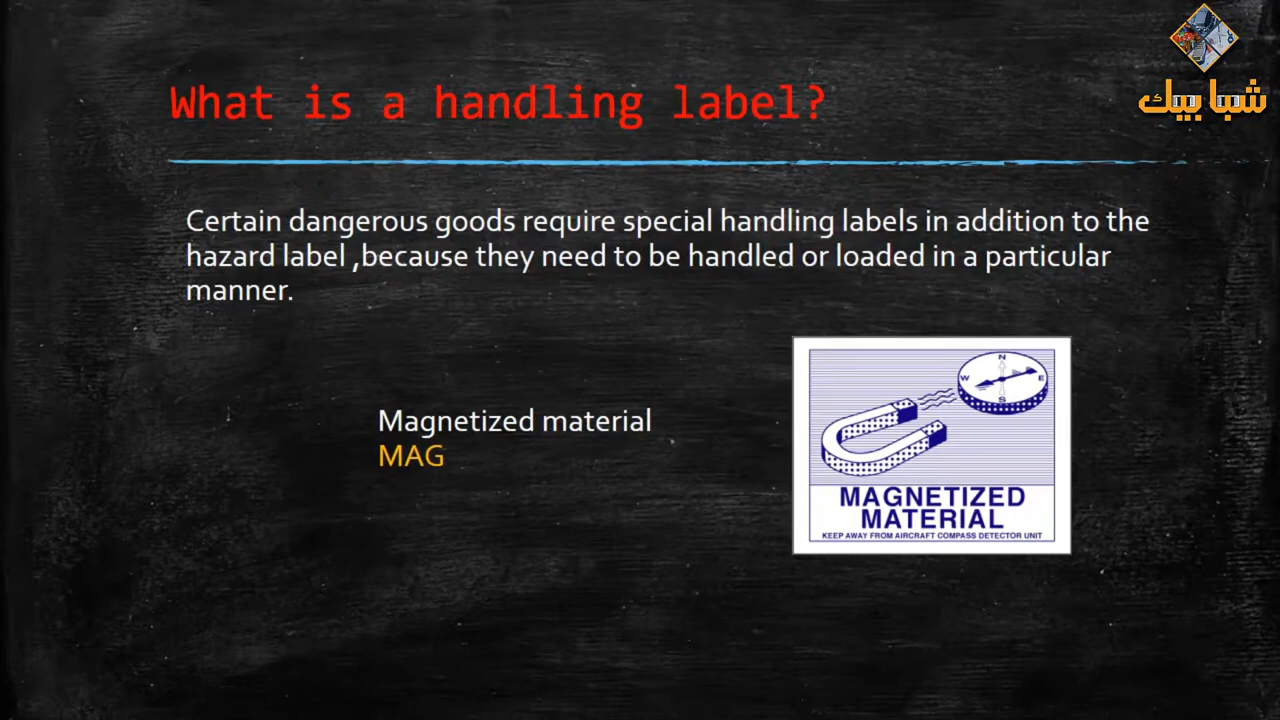 شبابيك
What is a handling label?
Certain dangerous goods require special handling labels in addition to the
hazard label ,because they need to be handled or loaded in a particular
manner.
Magnetized material
MAG
N
W E
S
MAGNETIZED
MATERIAL
KEEP AWAY FROM AIRCRAFT COMPASS DETECTOR UNIT